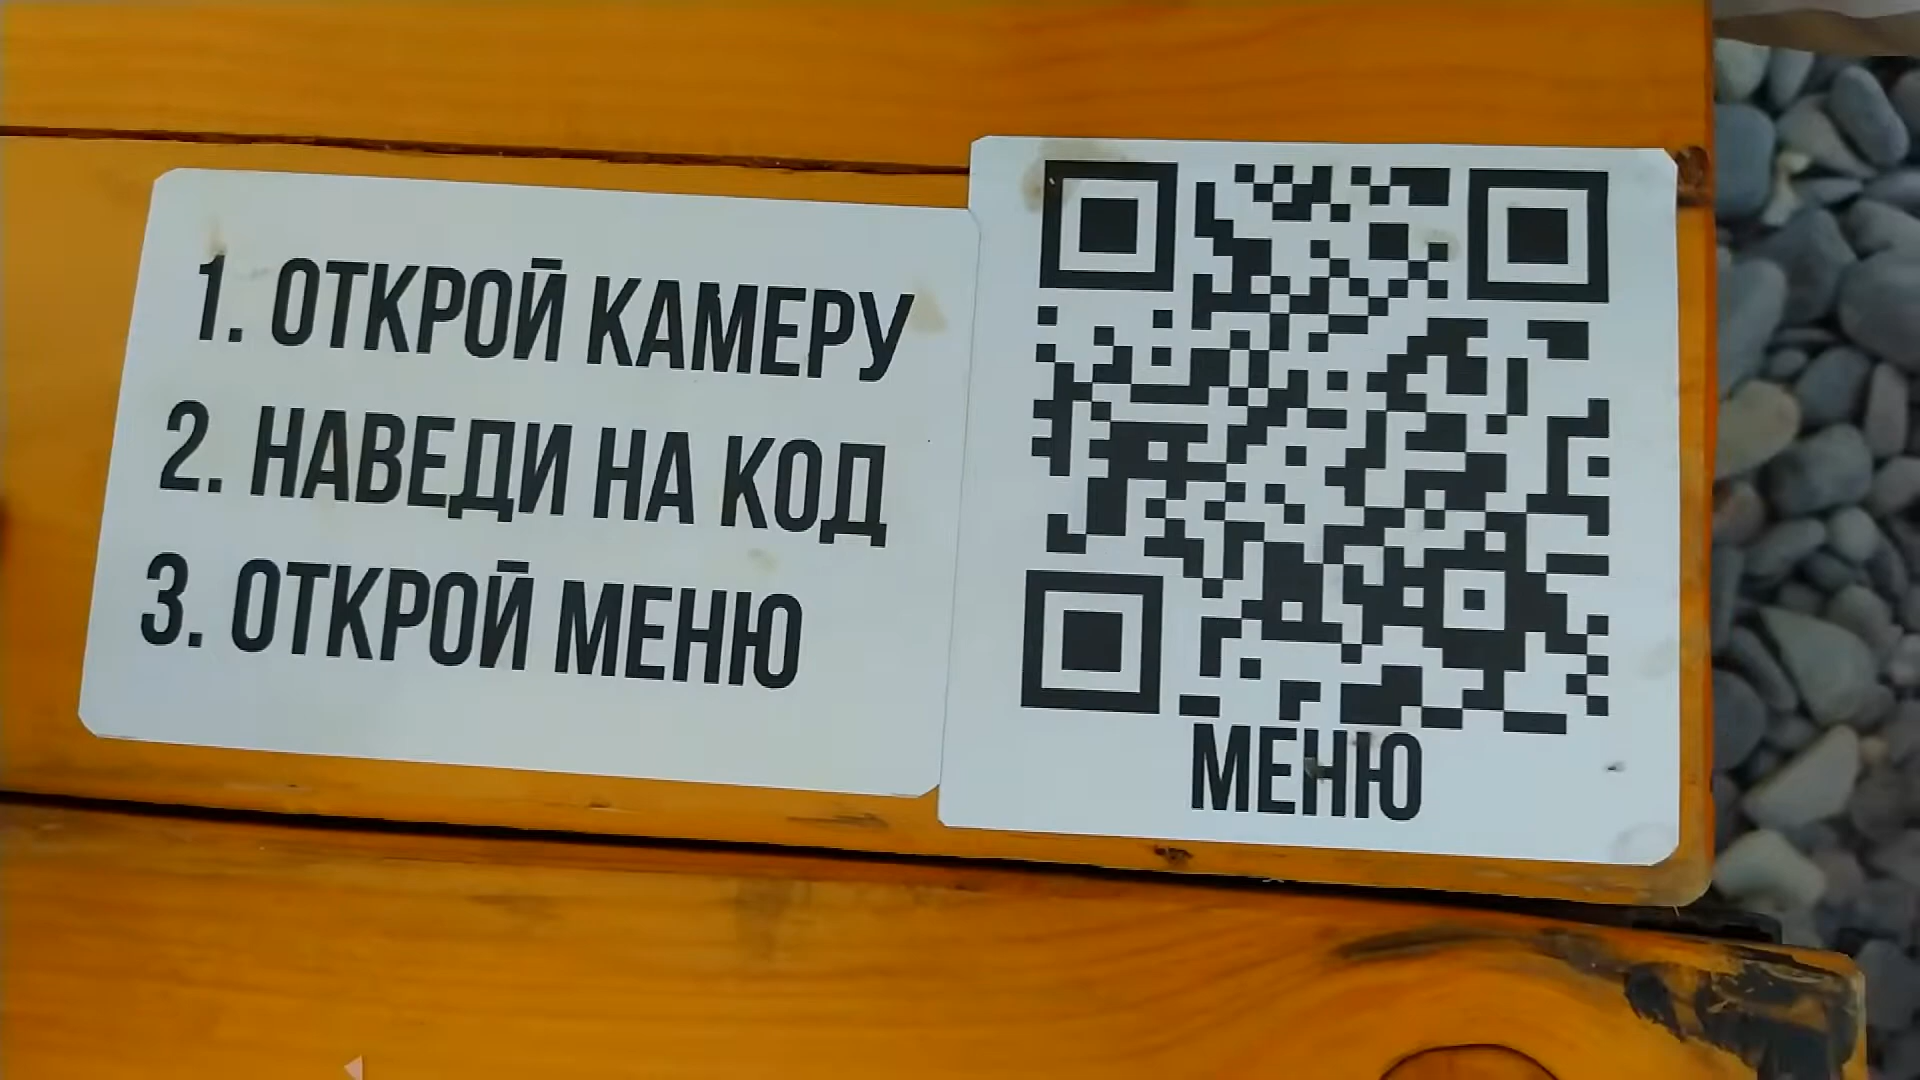 1. ОТКРОЙ КАМЕРУ
2. НАВЕДИ НА КОД
3. ОТКРОЙ МЕНЮ
МЕНЮ